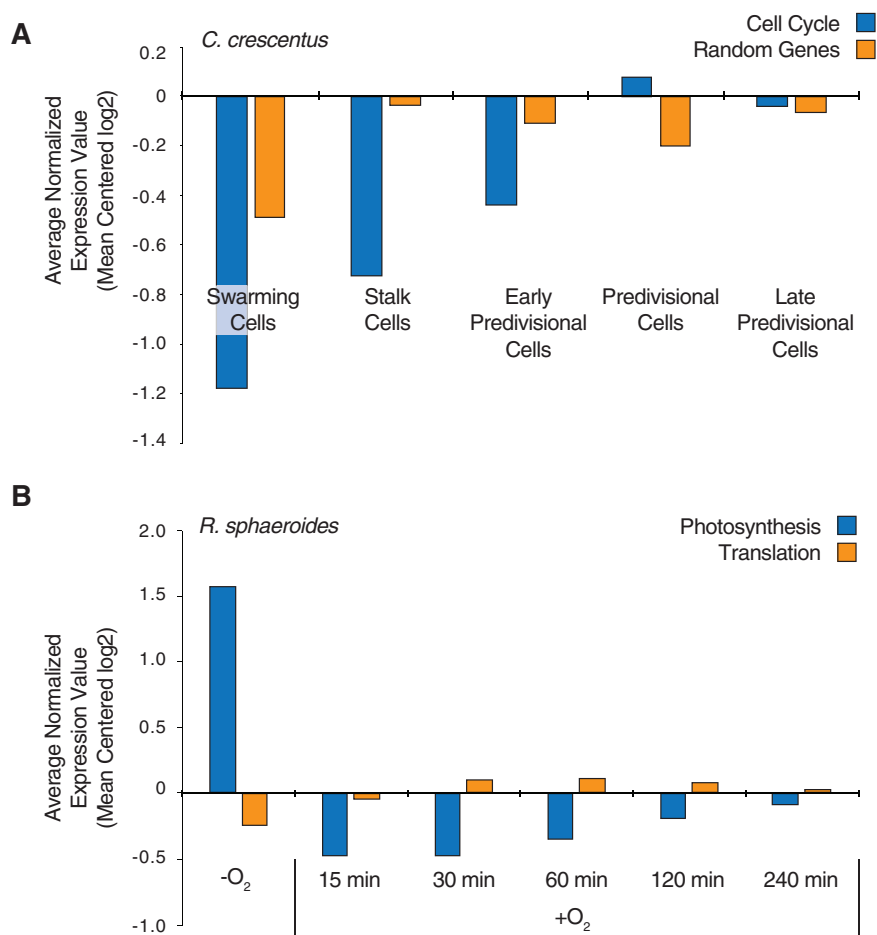 A
C. crescentus
Cell Cycle
Random Genes
Average Normalized
Expression Value
(Mean Centered log2)
0.2
0
-0.2
-0.4
-0.6
-0.8
-1.0
-1.2
-1.4
Swarming
Cells
Stalk
Cells
Early
Predivisional
Cells
Predivisional
Cells
Late
Predivisional
Cells
B
R. sphaeroides
Photosynthesis
Translation
Average Normalized
Expression Value
(Mean Centered log2)
2.0
1.5
1.0
0.5
0
-0.5
-1.0
-O2
15 min
30 min
60 min
120 min
240 min
+O2